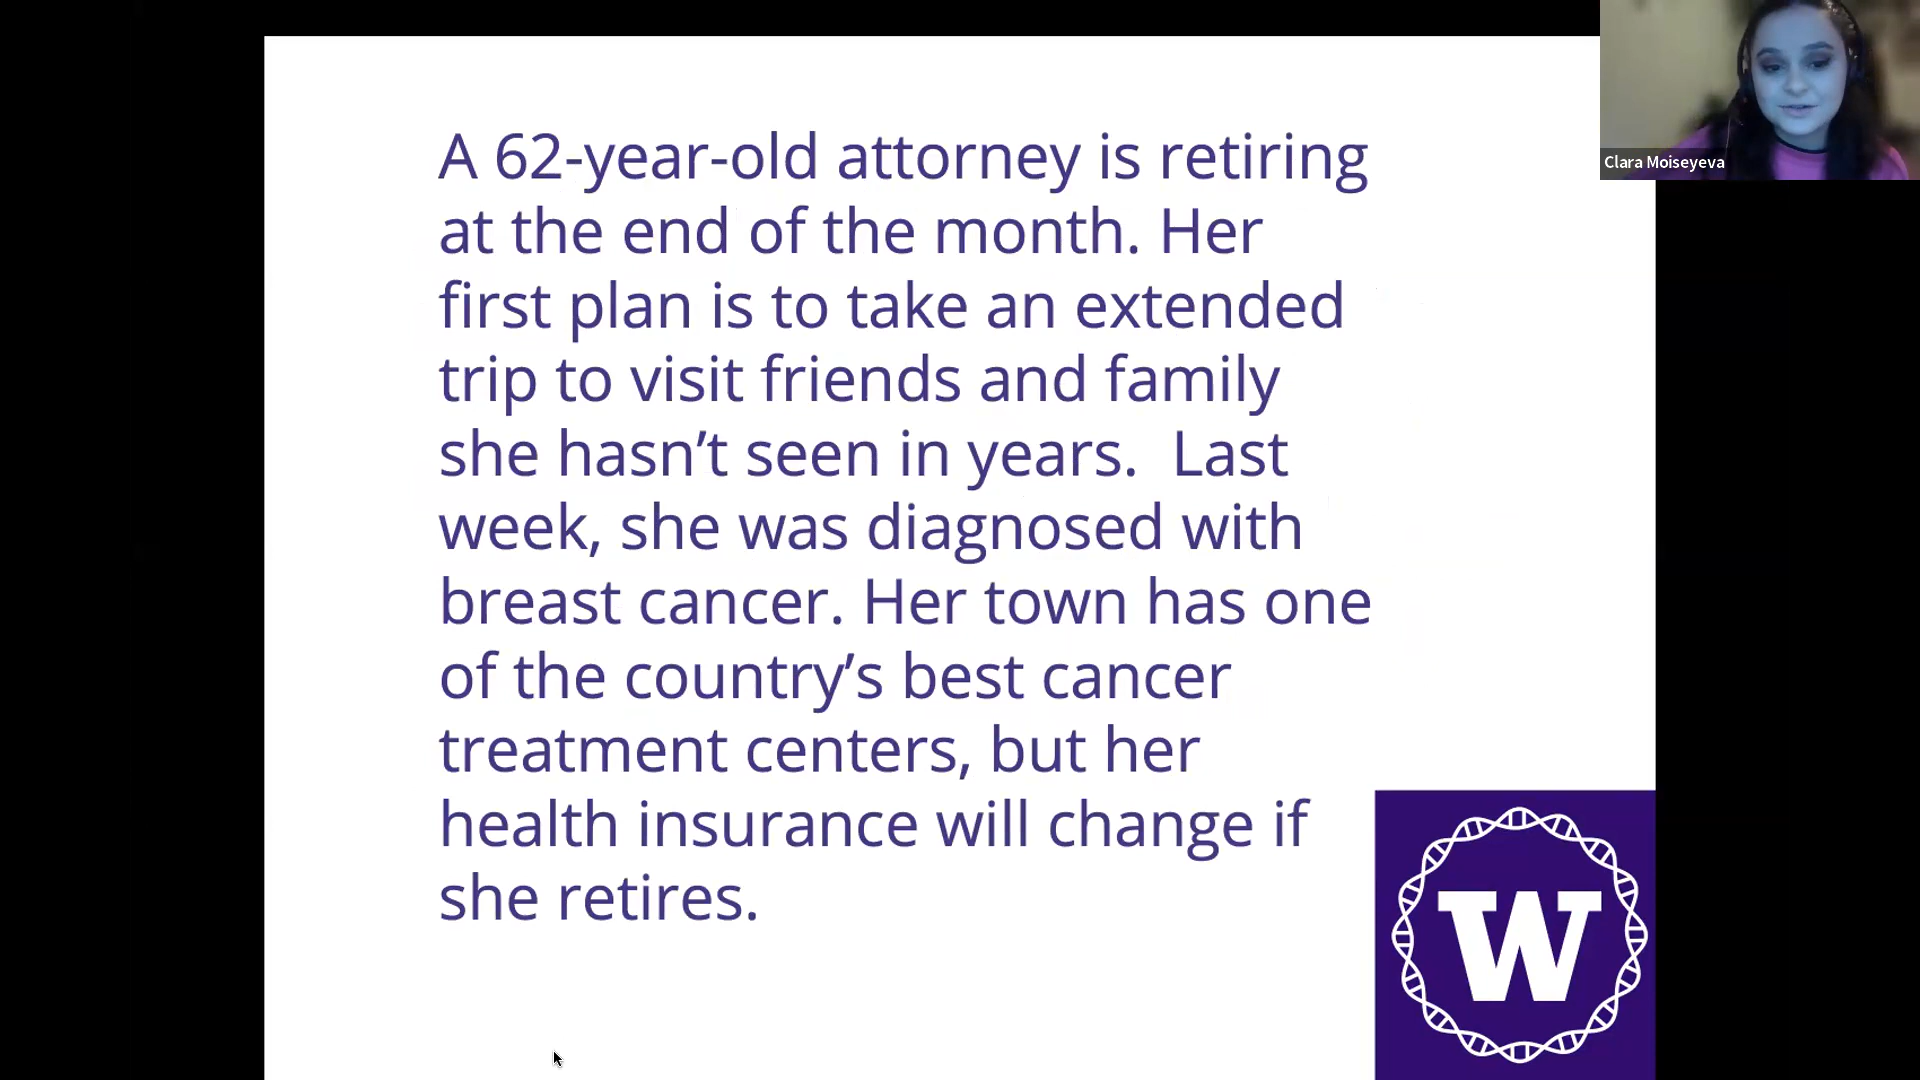 A 62-year-old attorney is retiring
at the end of the month. Her
first plan is to take an extended
trip to visit friends and family
she hasn’t seen in years.  Last
week, she was diagnosed with
breast cancer. Her town has one
of the country’s best cancer
treatment centers, but her
health insurance will change if
she retires.
Clara Moiseyeva
W